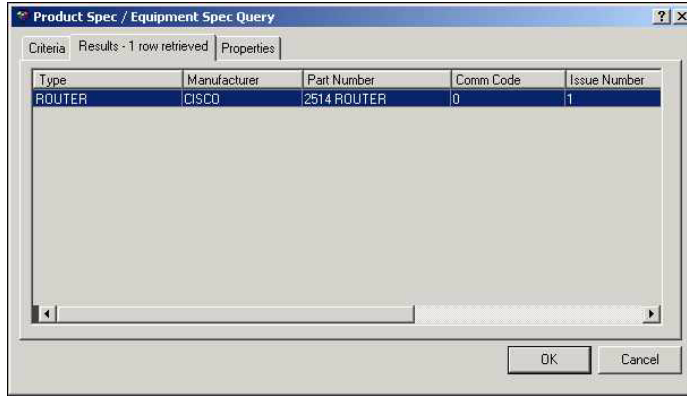 Product Spec / Equipment Spec Query
Criteria Results - 1 row retrieved Properties
Type Manufacturer Part Number Comm Code Issue Number
ROUTER CISCO 2514 ROUTER 0 1
OK Cancel